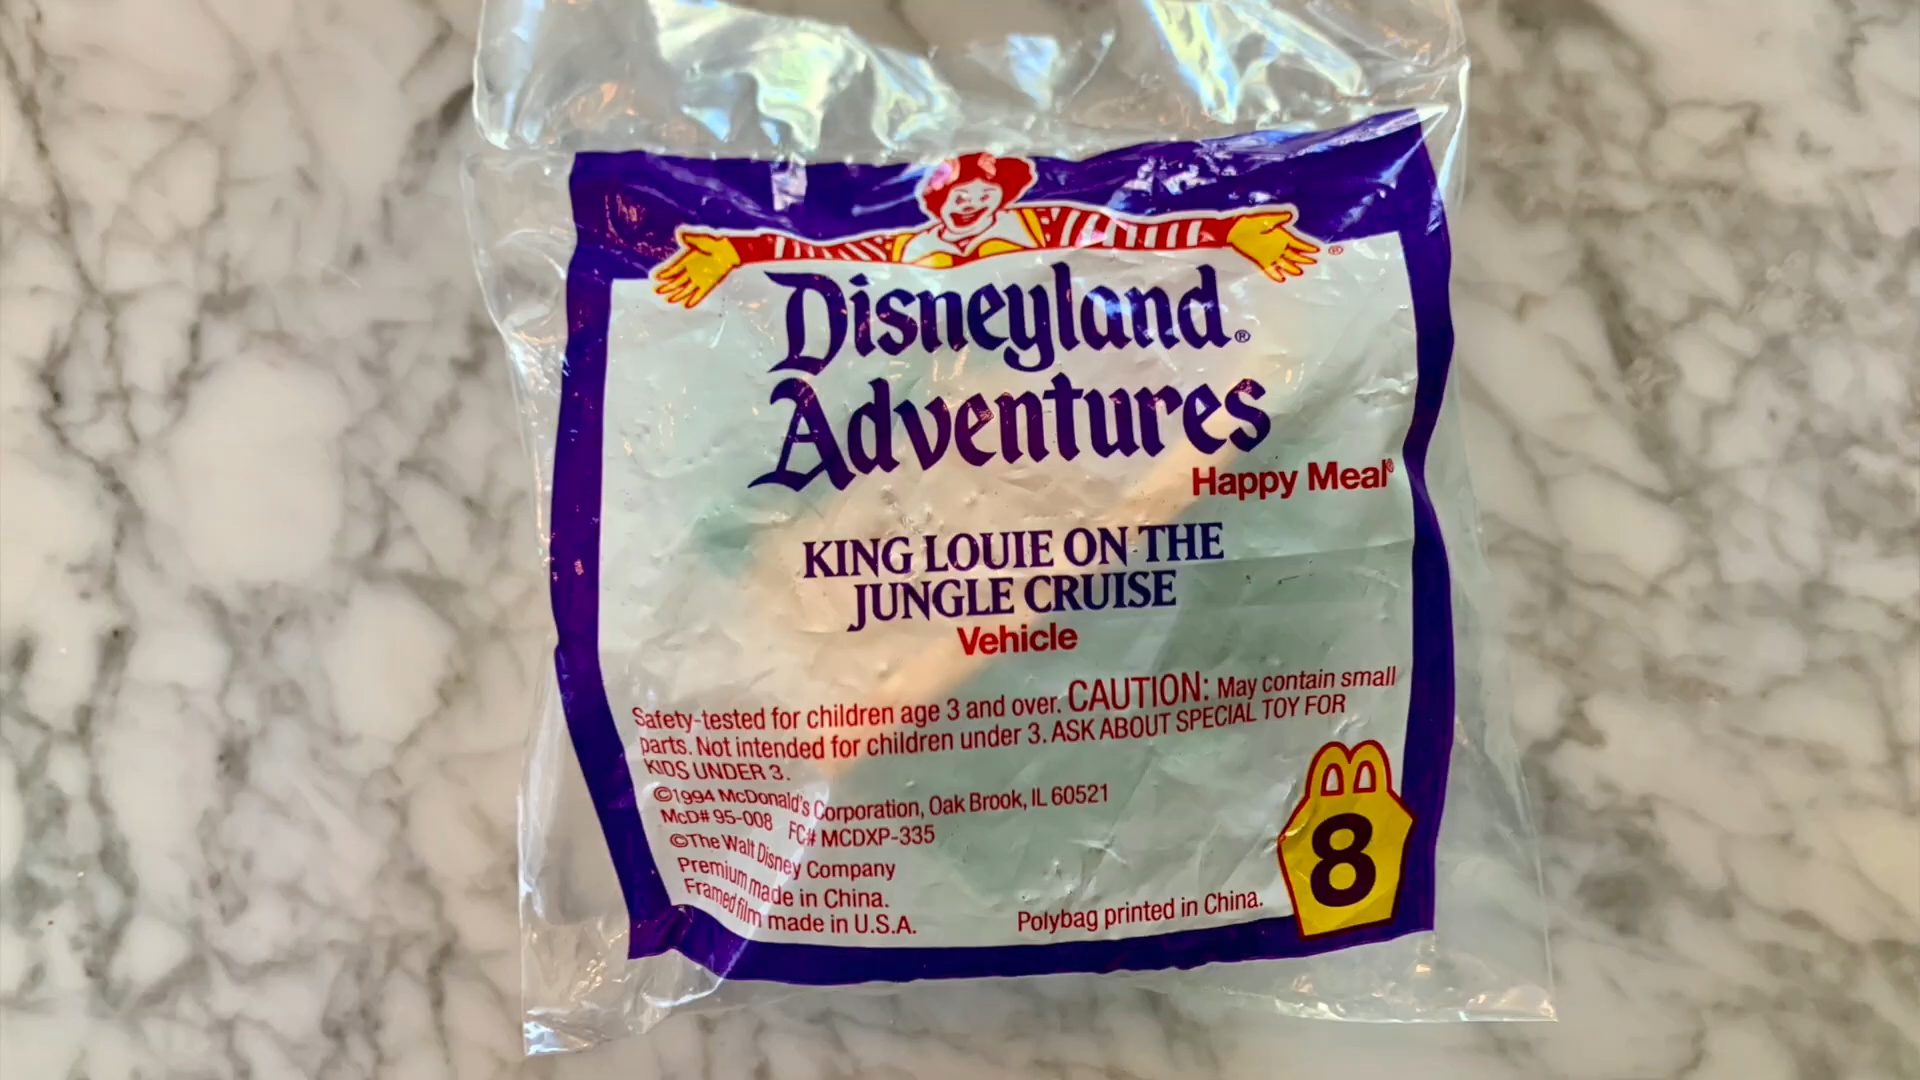 Disneyland®
Adventures
Happy Meal®
KING LOUIE ON THE
JUNGLE CRUISE
Vehicle
Safety-tested for children age 3 and over. CAUTION: May contain small
parts. Not intended for children under 3. ASK ABOUT SPECIAL TOY FOR
KIDS UNDER 3.
©1994 McDonald's Corporation, Oak Brook, IL 60521
McD# 95-008 FC# MCDXP-335
©The Walt Disney Company
Premium made in China.
Framed film made in U.S.A.
Polybag printed in China.
8
®